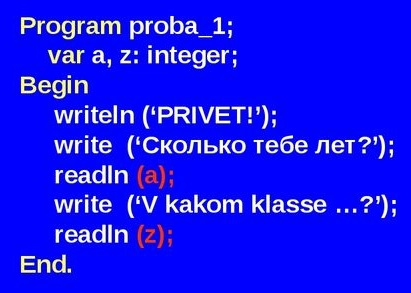 Program proba_1;
var a, z: integer;
Begin
writeln (‘PRIVET!’);
write (‘Сколько тебе лет?’);
readln (a);
write (‘V kakom klasse …?’);
readln (z);
End.